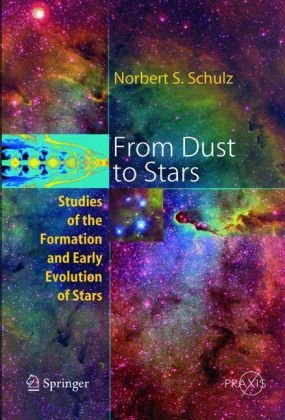 Norbert S. Schulz
From Dust
to Stars
Studies
of the
Formation
and Early
Evolution
of Stars
Springer
PRAXIS